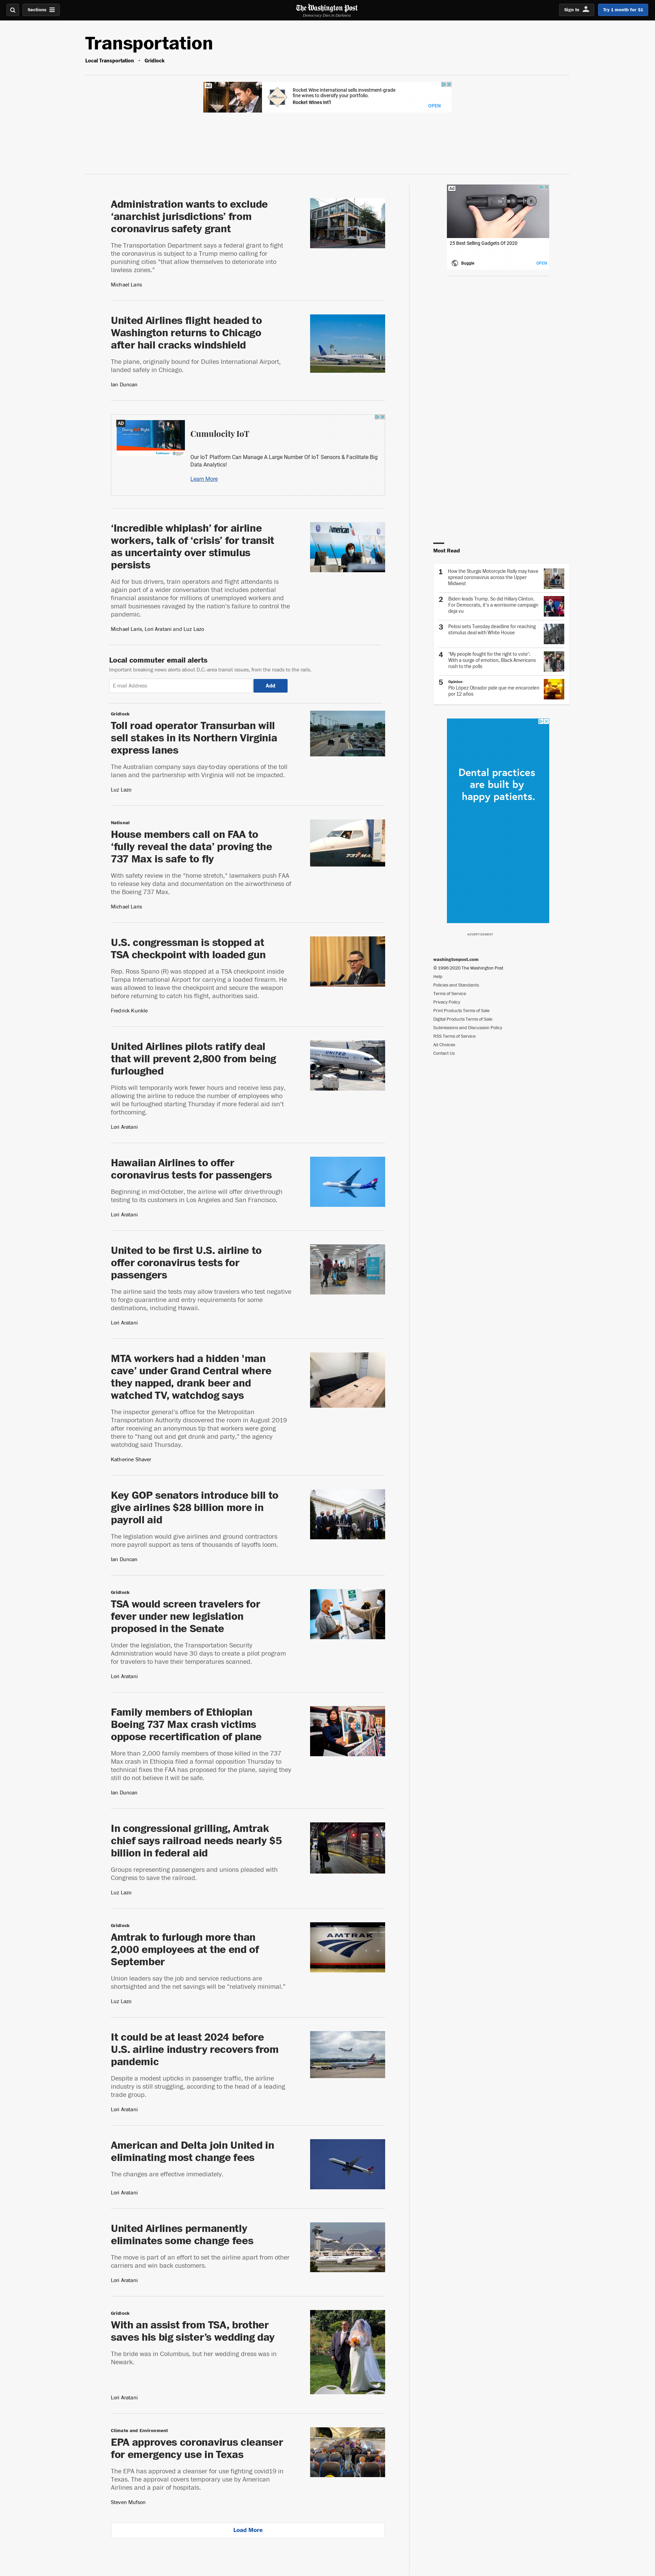 Sections
The Washington Post
Democracy Dies in Darkness
Sign In
Try 1 month for $1
Transportation
Local Transportation • Gridlock
Ad
Rocket Wine International sells investment-grade
fine wines to diversify your portfolio.
Rocket Wines Int'l
OPEN
Administration wants to exclude
‘anarchist jurisdictions’ from
coronavirus safety grant
The Transportation Department says a federal grant to fight
the coronavirus is subject to a Trump memo calling for
punishing cities “that allow themselves to deteriorate into
lawless zones.”
Michael Laris
United Airlines flight headed to
Washington returns to Chicago
after hail cracks windshield
The plane, originally bound for Dulles International Airport,
landed safely in Chicago.
Ian Duncan
AD
Cumulocity IoT
Our IoT Platform Can Manage A Large Number Of IoT Sensors & Facilitate Big
Data Analytics!
Learn More
‘Incredible whiplash’ for airline
workers, talk of ‘crisis’ for transit
as uncertainty over stimulus
persists
Aid for bus drivers, train operators and flight attendants is
again part of a wider conversation that includes potential
financial assistance for millions of unemployed workers and
small businesses ravaged by the nation’s failure to control the
pandemic.
Michael Laris, Lori Aratani and Luz Lazo
Local commuter email alerts
Important breaking news alerts about D.C.-area transit issues, from the roads to the rails.
E-mail Address
Add
Gridlock
Toll road operator Transurban will
sell stakes in its Northern Virginia
express lanes
The Australian company says day-to-day operations of the toll
lanes and the partnership with Virginia will not be impacted.
Luz Lazo
National
House members call on FAA to
‘fully reveal the data’ proving the
737 Max is safe to fly
With safety review in the "home stretch," lawmakers push FAA
to release key data and documentation on the airworthiness of
the Boeing 737 Max.
Michael Laris
U.S. congressman is stopped at
TSA checkpoint with loaded gun
Rep. Ross Spano (R) was stopped at a TSA checkpoint inside
Tampa International Airport for carrying a loaded firearm. He
was allowed to leave the checkpoint and secure the weapon
before returning to catch his flight, authorities said.
Fredrick Kunkle
United Airlines pilots ratify deal
that will prevent 2,800 from being
furloughed
Pilots will temporarily work fewer hours and receive less pay,
allowing the airline to reduce the number of employees who
will be furloughed starting Thursday if more federal aid isn’t
forthcoming.
Lori Aratani
Hawaiian Airlines to offer
coronavirus tests for passengers
Beginning in mid-October, the airline will offer drive-through
testing to its customers in Los Angeles and San Francisco.
Lori Aratani
United to be first U.S. airline to
offer coronavirus tests for
passengers
The airline said the tests may allow travelers who test negative
to forgo quarantine and entry requirements for some
destinations, including Hawaii.
Lori Aratani
MTA workers had a hidden 'man
cave’ under Grand Central where
they napped, drank beer and
watched TV, watchdog says
The inspector general’s office for the Metropolitan
Transportation Authority discovered the room in August 2019
after receiving an anonymous tip that workers were going
there to “hang out and get drunk and party,” the agency
watchdog said Thursday.
Katherine Shaver
Key GOP senators introduce bill to
give airlines $28 billion more in
payroll aid
The legislation would give airlines and ground contractors
more payroll support as tens of thousands of layoffs loom.
Ian Duncan
Gridlock
TSA would screen travelers for
fever under new legislation
proposed in the Senate
Under the legislation, the Transportation Security
Administration would have 30 days to create a pilot program
for travelers to have their temperatures scanned.
Lori Aratani
Family members of Ethiopian
Boeing 737 Max crash victims
oppose recertification of plane
More than 2,000 family members of those killed in the 737
Max crash in Ethiopia filed a formal opposition Thursday to
technical fixes the FAA has proposed for the plane, saying they
still do not believe it will be safe.
Ian Duncan
In congressional grilling, Amtrak
chief says railroad needs nearly $5
billion in federal aid
Groups representing passengers and unions pleaded with
Congress to save the railroad.
Luz Lazo
Gridlock
Amtrak to furlough more than
2,000 employees at the end of
September
Union leaders say the job and service reductions are
shortsighted and the net savings will be “relatively minimal.”
Luz Lazo
AMTRAK
It could be at least 2024 before
U.S. airline industry recovers from
pandemic
Despite a modest upticks in passenger traffic, the airline
industry is still struggling, according to the head of a leading
trade group.
Lori Aratani
American and Delta join United in
eliminating most change fees
The changes are effective immediately.
Lori Aratani
United Airlines permanently
eliminates some change fees
The move is part of an effort to set the airline apart from other
carriers and win back customers.
Lori Aratani
Gridlock
With an assist from TSA, brother
saves his big sister’s wedding day
The bride was in Columbus, but her wedding dress was in
Newark.
Lori Aratani
Climate and Environment
EPA approves coronavirus cleanser
for emergency use in Texas
The EPA has approved a cleanser for use fighting covid19 in
Texas. The approval covers temporary use by American
Airlines and a pair of hospitals.
Steven Mufson
Load More
Ad
25 Best Selling Gadgets Of 2020
Buggle
OPEN
Most Read
1 How the Sturgis Motorcycle Rally may have
spread coronavirus across the Upper
Midwest
2 Biden leads Trump. So did Hillary Clinton.
For Democrats, it’s a worrisome campaign
deja vu
3 Pelosi sets Tuesday deadline for reaching
stimulus deal with White House
4 ‘My people fought for the right to vote’:
With a surge of emotion, Black Americans
rush to the polls
5 Opinion
Pío López Obrador pide que me encarcelen
por 12 años
Dental practices
are built by
happy patients.
ADVERTISEMENT
washingtonpost.com
© 1996-2020 The Washington Post
Help
Policies and Standards
Terms of Service
Privacy Policy
Print Products Terms of Sale
Digital Products Terms of Sale
Submissions and Discussion Policy
RSS Terms of Service
Ad Choices
Contact Us